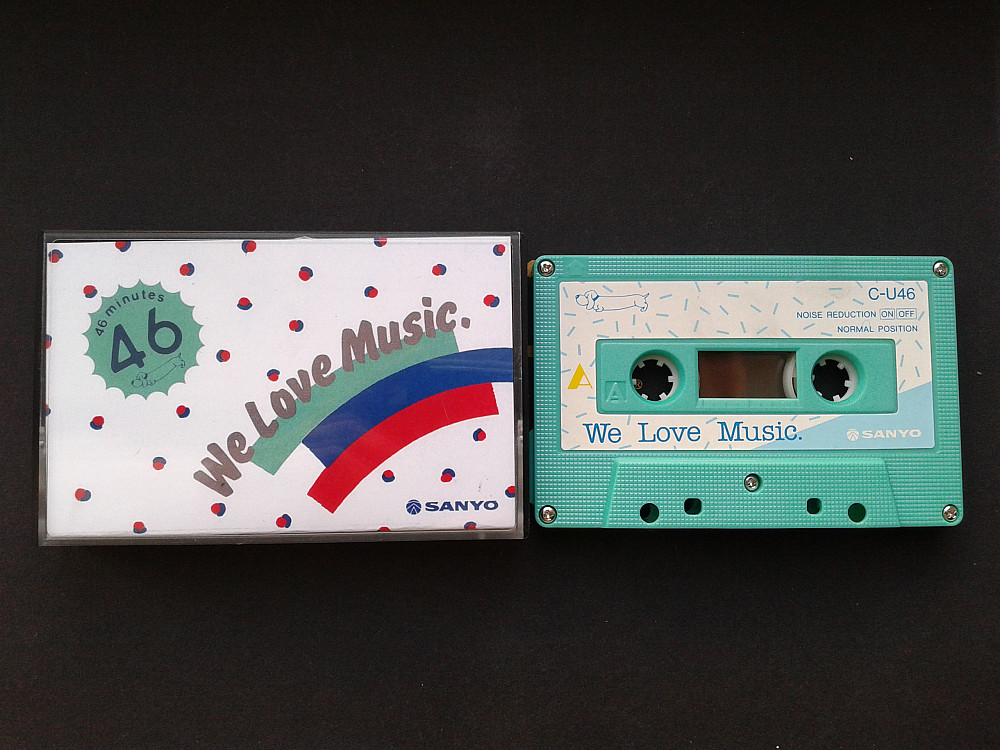 46 minutes
46
We Love Music.
SANYO
C-U46
NOISE REDUCTION ON OFF
NORMAL POSITION
A
A
We Love Music.
SANYO